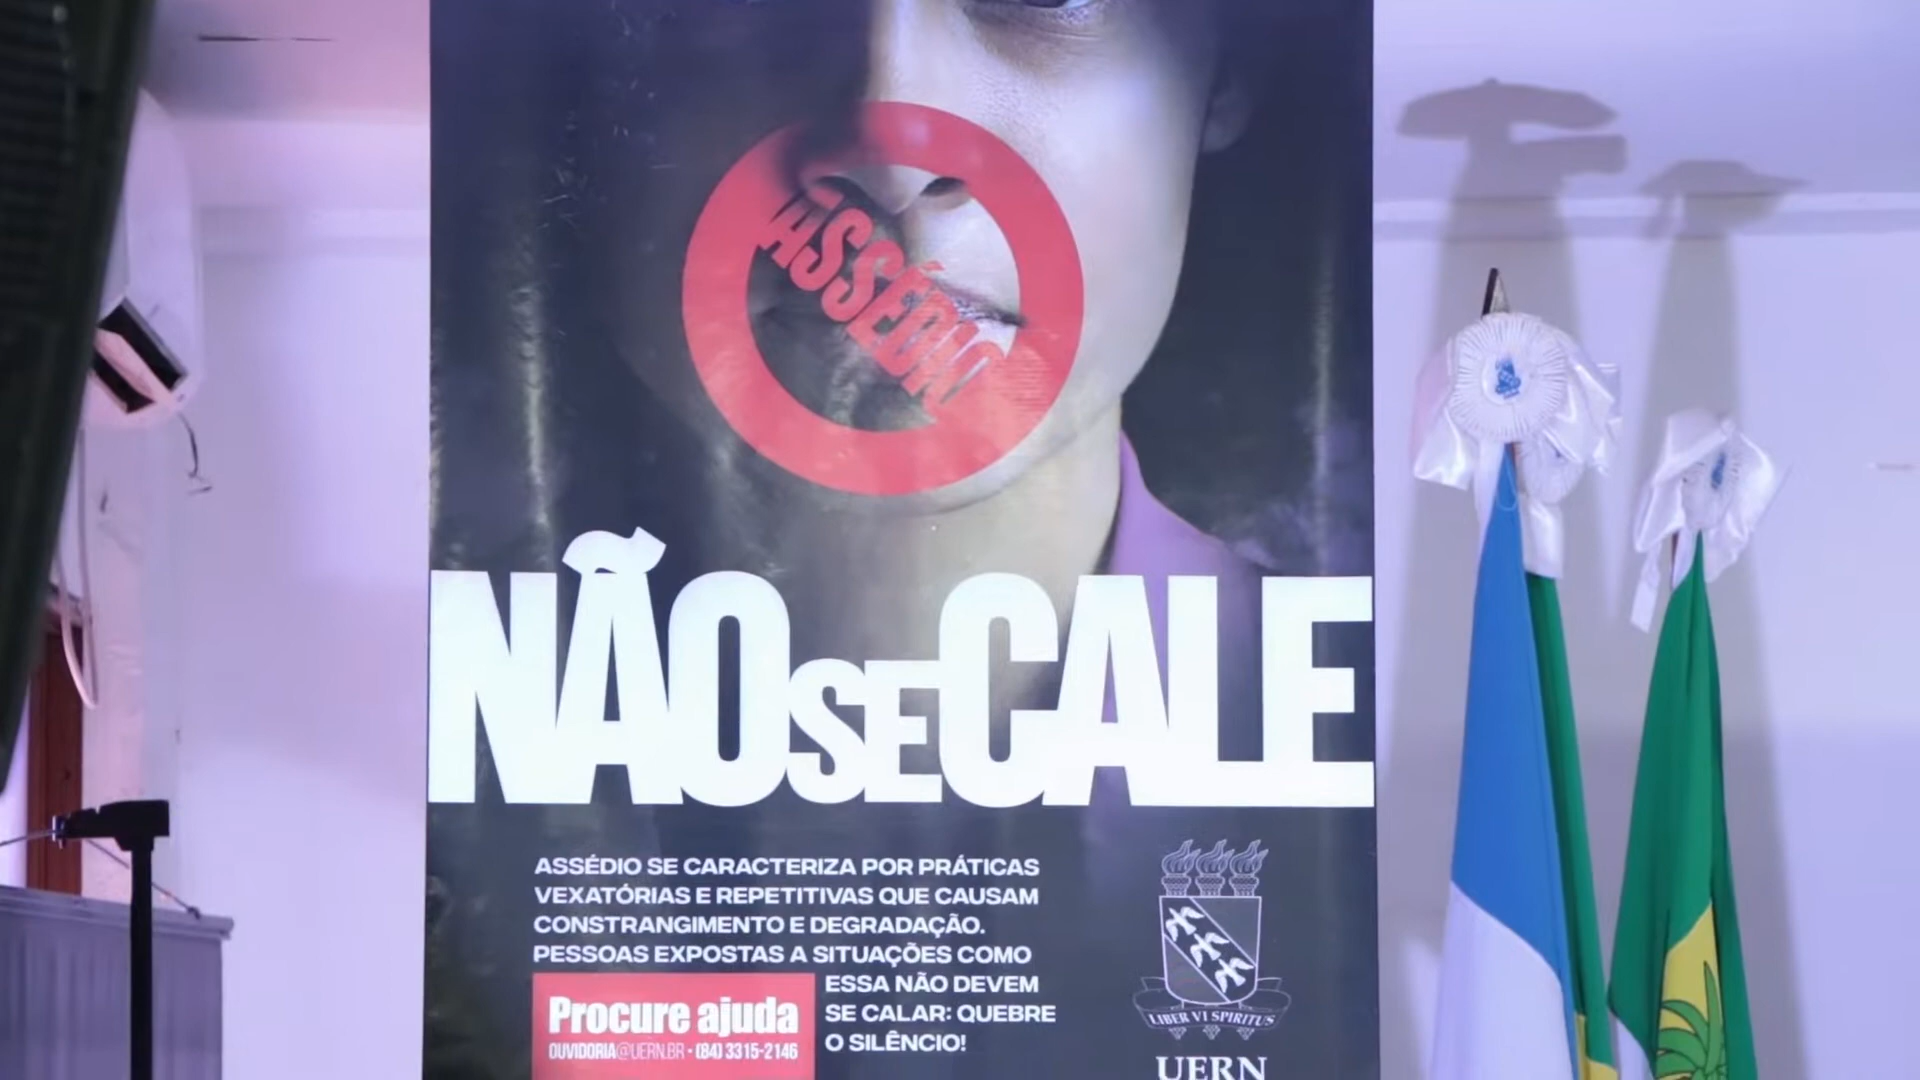 ASSÉDIO
NÃO SE CALE
ASSÉDIO SE CARACTERIZA POR PRÁTICAS
VEXATÓRIAS E REPETITIVAS QUE CAUSAM
CONSTRANGIMENTO E DEGRADAÇÃO.
PESSOAS EXPOSTAS A SITUAÇÕES COMO
ESSA NÃO DEVEM
SE CALAR: QUEBRE
O SILÊNCIO!
Procure ajuda
OUVIDORIA@UERN.BR • (84) 3315-2146
LIBER VI SPIRITUS
UERN